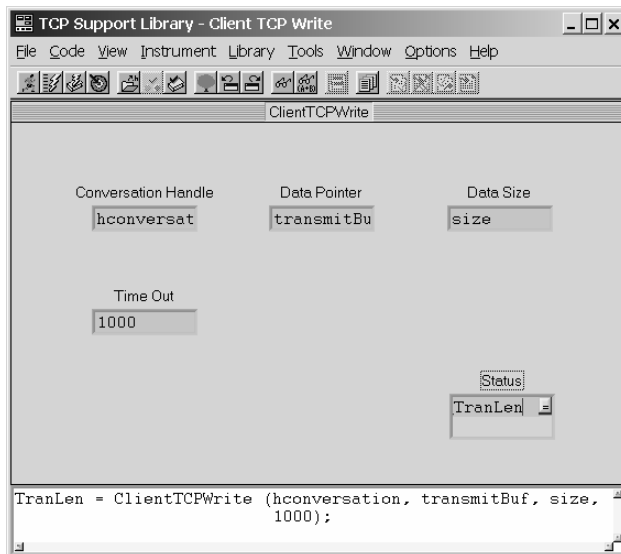 TCP Support Library - Client TCP Write
File Code View Instrument Library Tools Window Options Help
ClientTCPWrite
Conversation Handle Data Pointer Data Size
hconversat transmitBu size
Time Out
1000
Status
TranLen
TranLen = ClientTCPWrite (hconversation, transmitBuf, size,
1000);